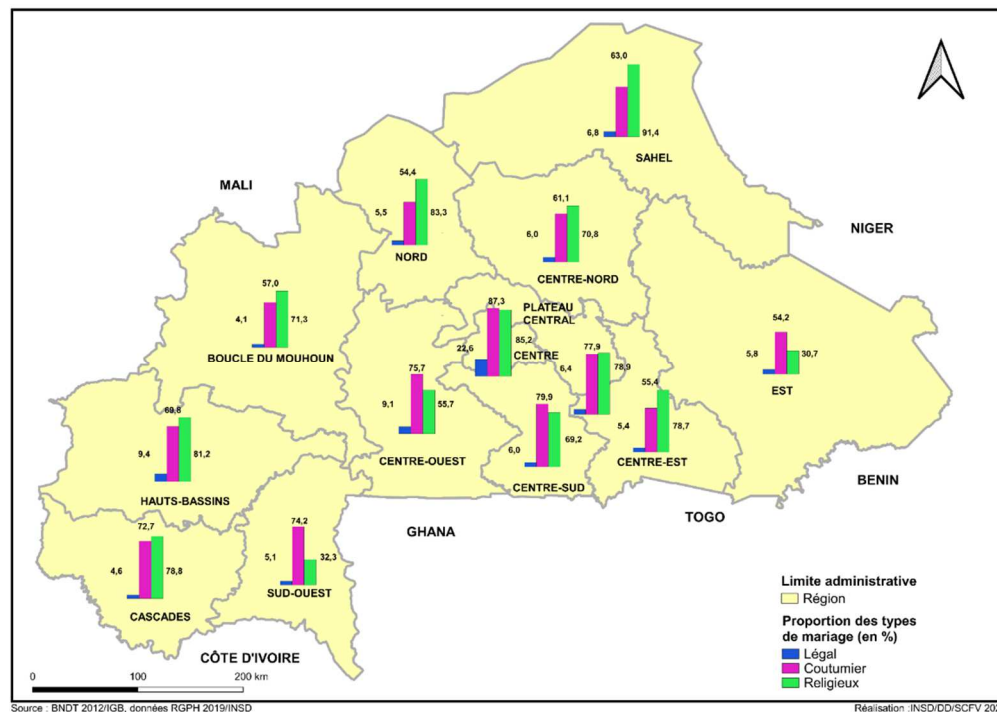 63,0
6,8
91,4
SAHEL
54,4
5,5
83,3
NORD
MALI
61,1
6,0
70,8
CENTRE-NORD
NIGER
57,0
4,1
71,3
BOUCLE DU MOUHOUN
87,3
22,6
85,2
PLATEAU
CENTRAL
CENTRE
77,9
6,4
78,9
54,2
5,8
30,7
EST
75,7
9,1
55,7
CENTRE-OUEST
79,9
6,0
69,2
CENTRE-SUD
55,4
5,4
78,7
CENTRE-EST
69,8
9,4
81,2
HAUTS-BASSINS
BENIN
TOGO
GHANA
72,7
4,6
78,8
CASCADES
74,2
5,1
32,3
SUD-OUEST
CÔTE D'IVOIRE
Limite administrative
Région
Proportion des types
de mariage (en %)
Légal
Coutumier
Religieux
0 100 200 km
Source : BNDT 2012/IGB, données RGPH 2019/INSD
Réalisation :INSD/DD/SCFV